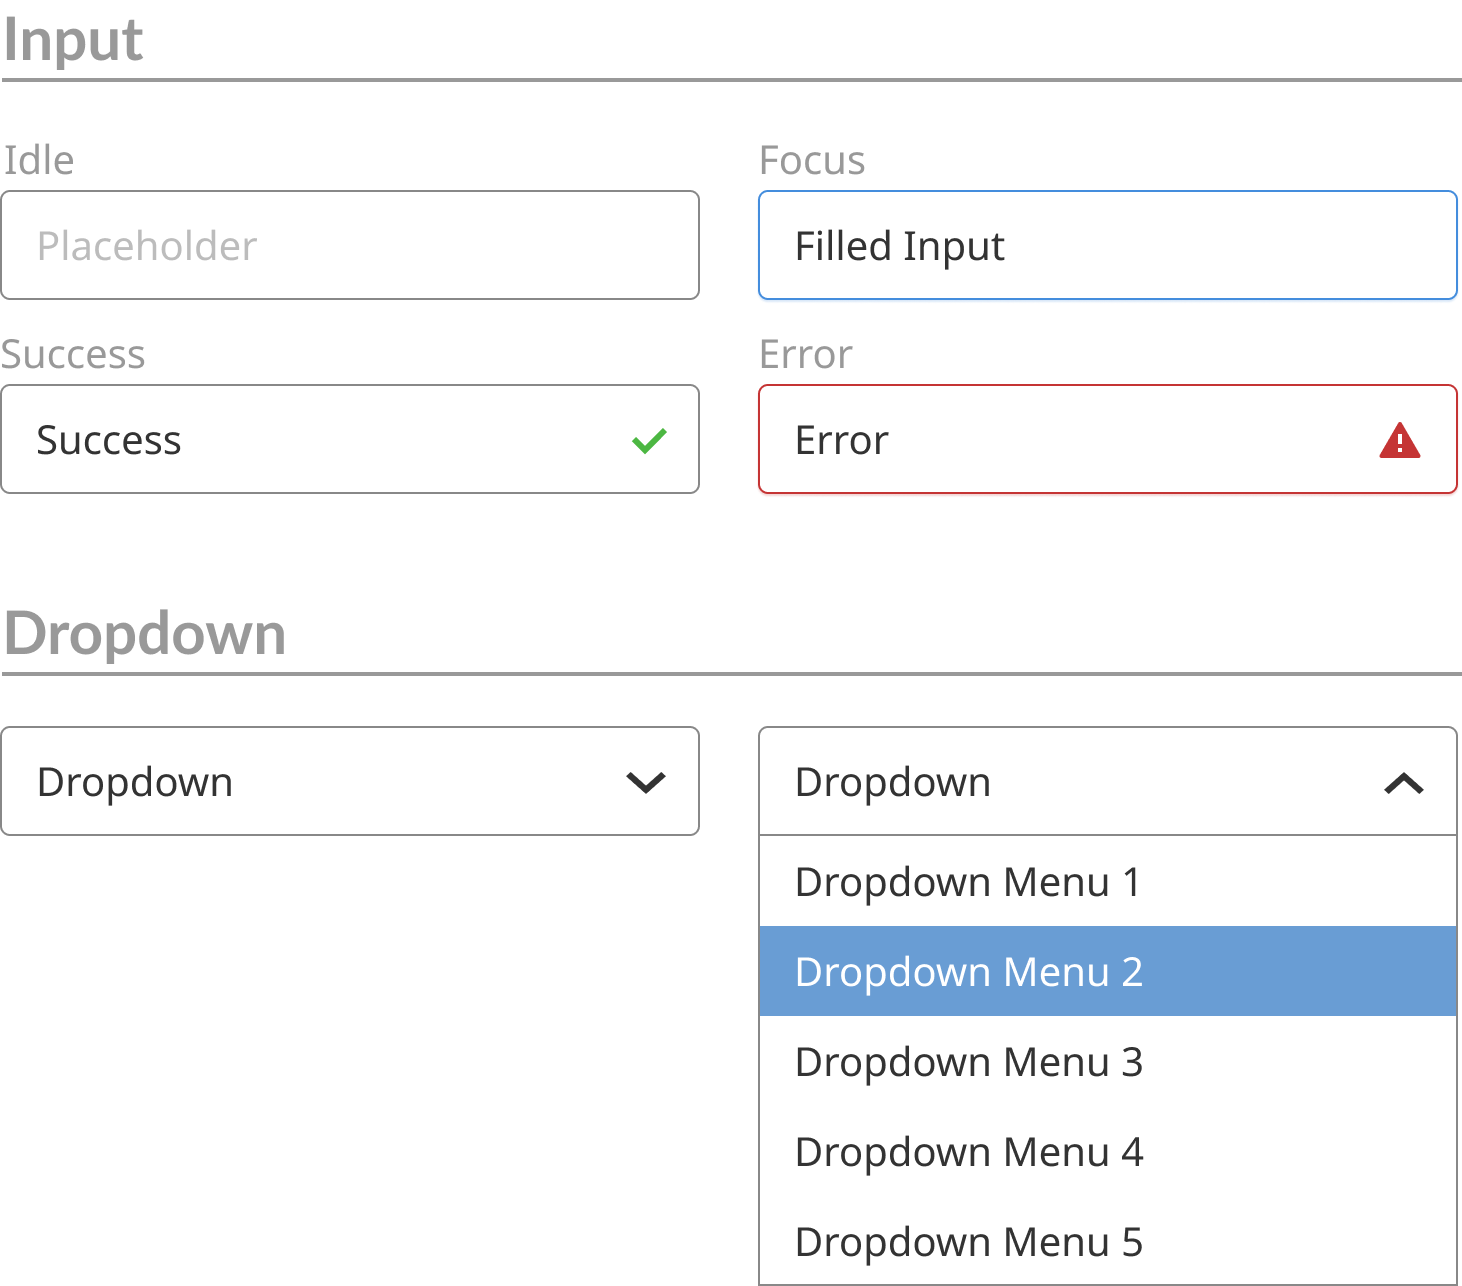 Input
Idle
Focus
Placeholder
Filled Input
Success
Error
Success
Error
Dropdown
Dropdown
Dropdown
Dropdown Menu 1
Dropdown Menu 2
Dropdown Menu 3
Dropdown Menu 4
Dropdown Menu 5